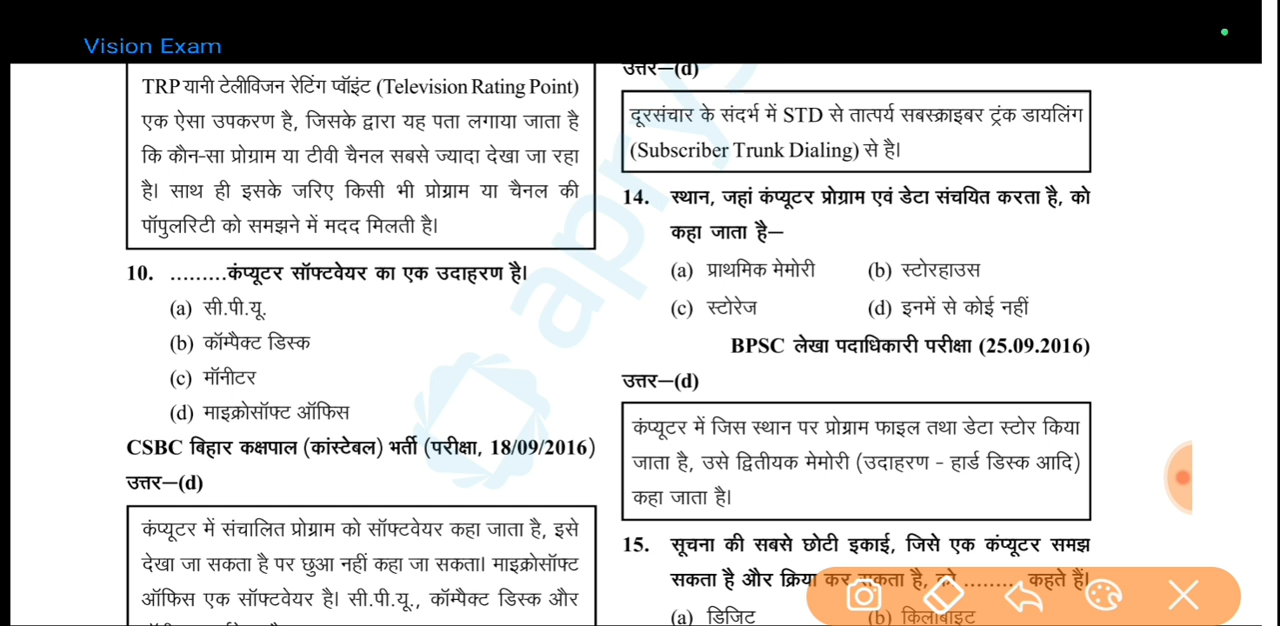 Vision Exam
TRP यानी टेलीविजन रेटिंग प्वॉइंट (Television Rating Point)
एक ऐसा उपकरण है, जिसके द्वारा यह पता लगाया जाता है
कि कौन-सा प्रोग्राम या टीवी चैनल सबसे ज्यादा देखा जा रहा
है। साथ ही इसके जरिए किसी भी प्रोग्राम या चैनल की
पॉपुलरिटी को समझने में मदद मिलती है।
10. .........कंप्यूटर सॉफ्टवेयर का एक उदाहरण है।
(a) सी.पी.यू.
(b) कॉम्पैक्ट डिस्क
(c) मॉनीटर
(d) माइक्रोसॉफ्ट ऑफिस
CSBC बिहार कक्षपाल (कांस्टेबल) भर्ती (परीक्षा, 18/09/2016)
उत्तर—(d)
कंप्यूटर में संचालित प्रोग्राम को सॉफ्टवेयर कहा जाता है, इसे
देखा जा सकता है पर छुआ नहीं कहा जा सकता। माइक्रोसॉफ्ट
ऑफिस एक सॉफ्टवेयर है। सी.पी.यू., कॉम्पैक्ट डिस्क और
उत्तर—(d)
दूरसंचार के संदर्भ में STD से तात्पर्य सबस्क्राइबर ट्रंक डायलिंग
(Subscriber Trunk Dialing) से है।
14. स्थान, जहां कंप्यूटर प्रोग्राम एवं डेटा संचयित करता है, को
कहा जाता है—
(a) प्राथमिक मेमोरी (b) स्टोरहाउस
(c) स्टोरेज (d) इनमें से कोई नहीं
BPSC लेखा पदाधिकारी परीक्षा (25.09.2016)
उत्तर—(d)
कंप्यूटर में जिस स्थान पर प्रोग्राम फाइल तथा डेटा स्टोर किया
जाता है, उसे द्वितीयक मेमोरी (उदाहरण - हार्ड डिस्क आदि)
कहा जाता है।
15. सूचना की सबसे छोटी इकाई, जिसे एक कंप्यूटर समझ
सकता है और क्रिया कर सकता है, को ........ कहते हैं।
(a) डिजिट (b) किलोबाइट
apry